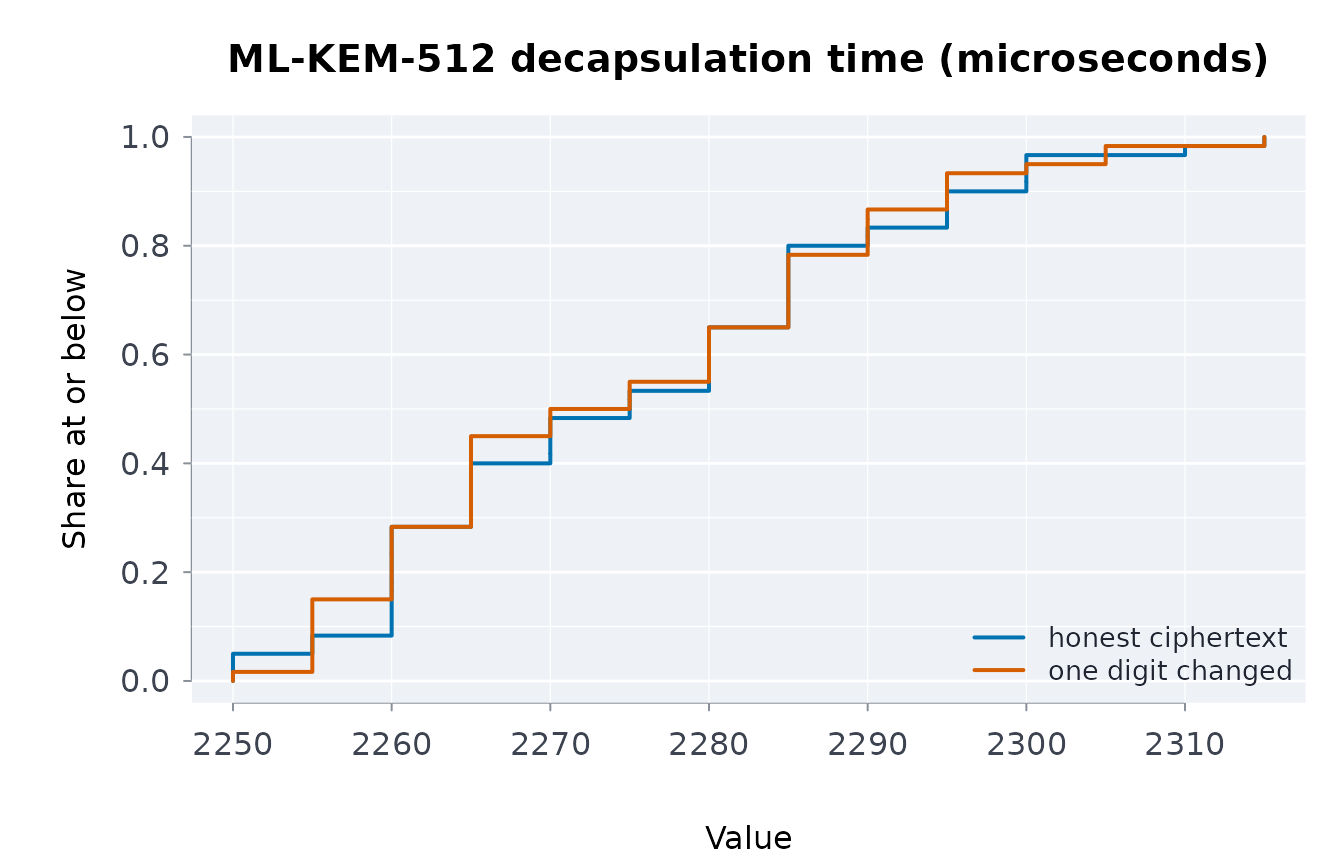 ML-KEM-512 decapsulation time (microseconds)
1.0
0.8
0.6
0.4
0.2
0.0
Share at or below
honest ciphertext
one digit changed
2250 2260 2270 2280 2290 2300 2310
Value